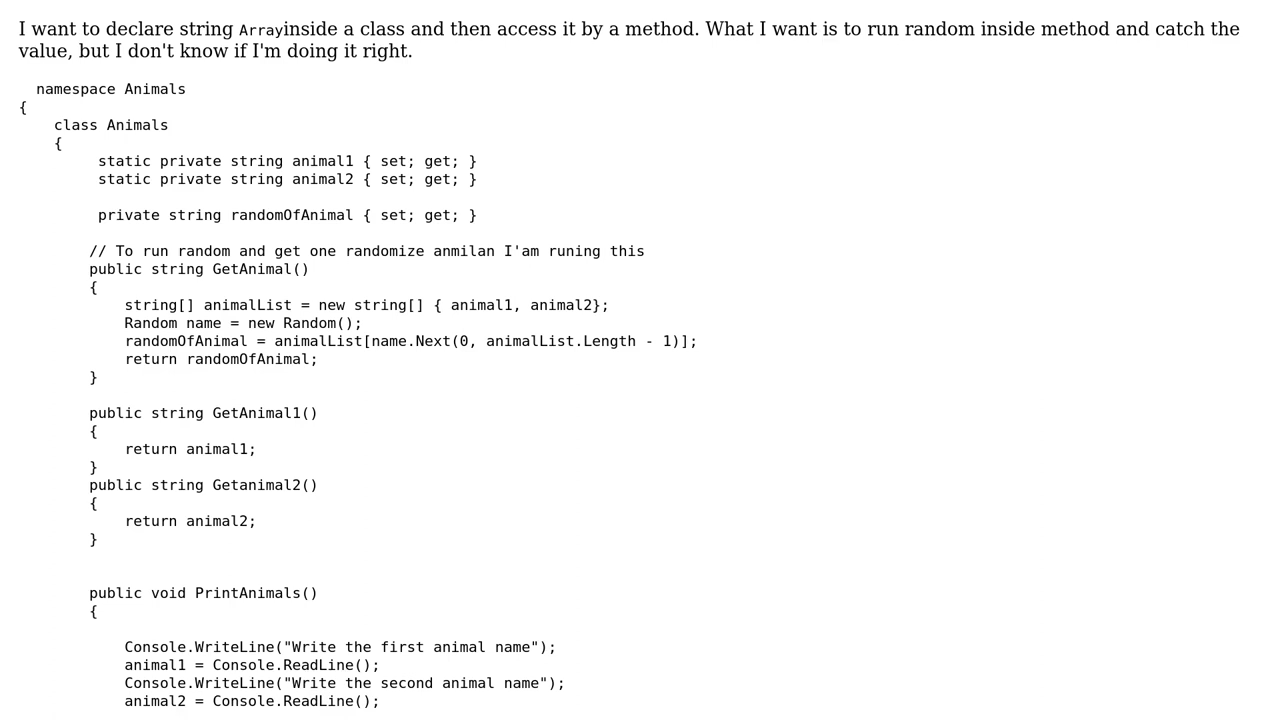 I want to declare string Arrayinside a class and then access it by a method. What I want is to run random inside method and catch the
value, but I don't know if I'm doing it right.
namespace Animals
{
class Animals
{
static private string animal1 { set; get; }
static private string animal2 { set; get; }
private string randomOfAnimal { set; get; }
// To run random and get one randomize anmilan I'am runing this
public string GetAnimal()
{
string[] animalList = new string[] { animal1, animal2};
Random name = new Random();
randomOfAnimal = animalList[name.Next(0, animalList.Length - 1)];
return randomOfAnimal;
}
public string GetAnimal1()
{
return animal1;
}
public string Getanimal2()
{
return animal2;
}
public void PrintAnimals()
{
Console.WriteLine("Write the first animal name");
animal1 = Console.ReadLine();
Console.WriteLine("Write the second animal name");
animal2 = Console.ReadLine();